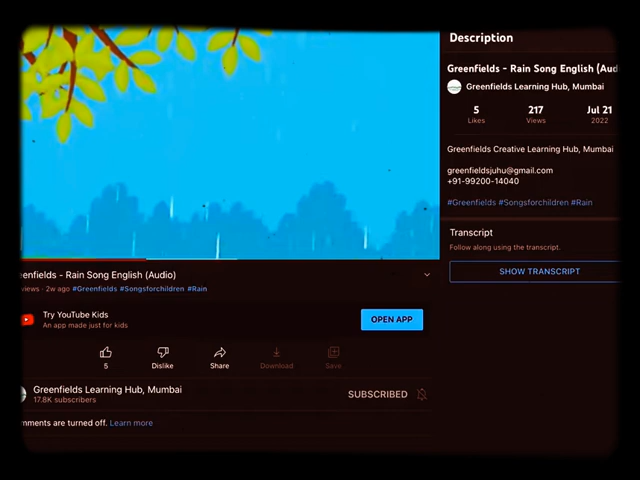 Description
Greenfields - Rain Song English (Aud
Greenfields Learning Hub, Mumbai
5 217 Jul 21
Likes Views 2022
Greenfields Creative Learning Hub, Mumbai
greenfieldsjuhu@gmail.com
+91-99200-14040
#Greenfields #Songsforchildren #Rain
Transcript
Follow along using the transcript.
SHOW TRANSCRIPT
eenfields - Rain Song English (Audio)
views · 2w ago #Greenfields #Songsforchildren #Rain
Try YouTube Kids
An app made just for kids
OPEN APP
5 Dislike Share Download Save
Greenfields Learning Hub, Mumbai
17.8K subscribers
SUBSCRIBED
mments are turned off. Learn more